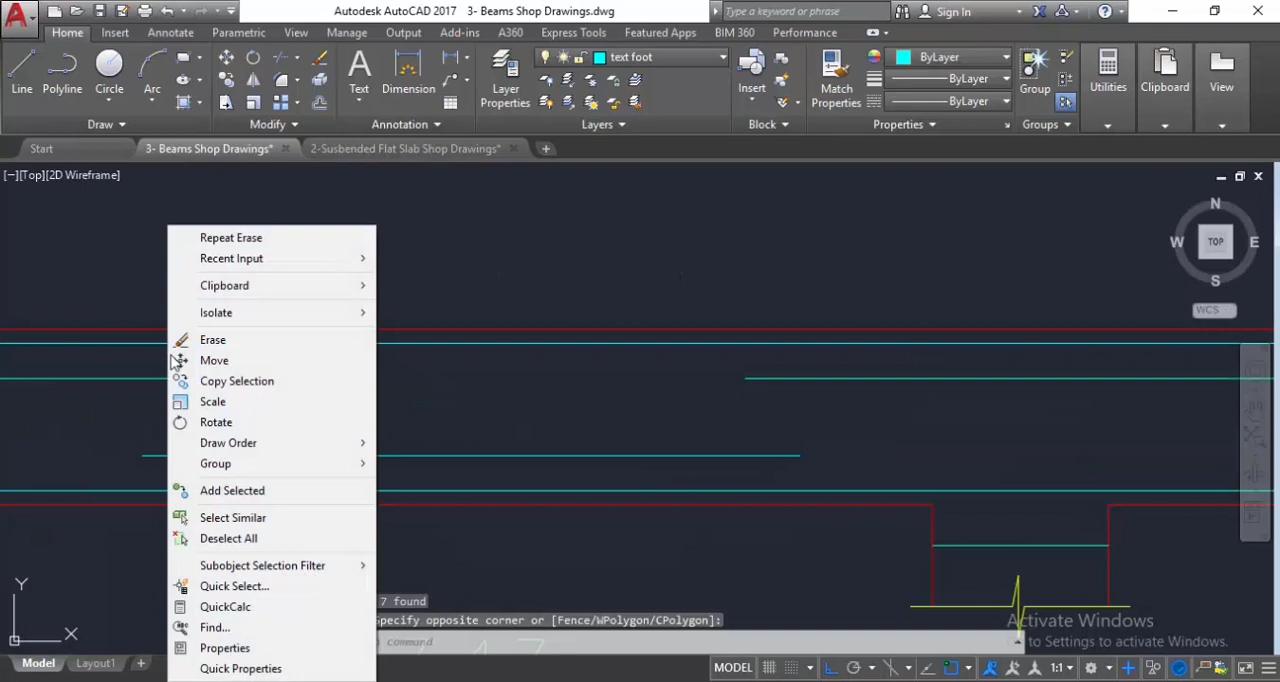 Autodesk AutoCAD 2017 3- Beams Shop Drawings.dwg
Type a keyword or phrase
Sign In
Home Insert Annotate Parametric View Manage Output Add-ins A360 Express Tools Featured Apps BIM 360 Performance
Line Polyline Circle Arc
Text Dimension
Layer Properties
text foot
Insert
Match Properties
ByLayer
ByLayer
ByLayer
Group
Utilities
Clipboard
View
Draw
Modify
Annotation
Layers
Block
Properties
Groups
Start
3- Beams Shop Drawings*
2-Susbended Flat Slab Shop Drawings*
[−][Top][2D Wireframe]
N
W TOP E
S
WCS
Repeat Erase
Recent Input
Clipboard
Isolate
Erase
Move
Copy Selection
Scale
Rotate
Draw Order
Group
Add Selected
Select Similar
Deselect All
Subobject Selection Filter
Quick Select...
QuickCalc
Find...
Properties
Quick Properties
7 found
Specify opposite corner or [Fence/WPolygon/CPolygon]:
Command
Y
X
Activate Windows
to Settings to activate Windows.
Model Layout1
MODEL
1:1